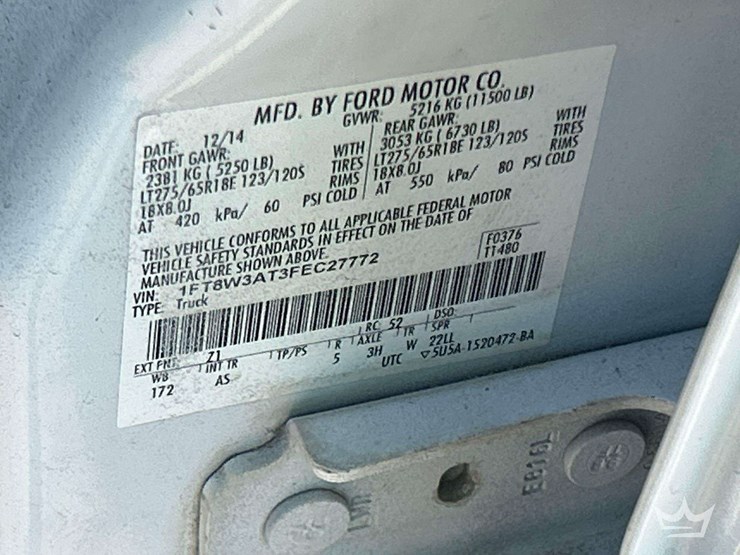 MFD. BY FORD MOTOR CO.
DATE: 12/14 GVWR: 5216 KG (11500 LB)
FRONT GAWR: REAR GAWR:
2381 KG ( 5250 LB) WITH 3053 KG ( 6730 LB) WITH
LT275/65R18E 123/120S TIRES LT275/65R18E 123/120S TIRES
18X8.0J RIMS 18X8.0J RIMS
AT 420 kPa/ 60 PSI COLD AT 550 kPa/ 80 PSI COLD
THIS VEHICLE CONFORMS TO ALL APPLICABLE FEDERAL MOTOR
VEHICLE SAFETY STANDARDS IN EFFECT ON THE DATE OF
MANUFACTURE SHOWN ABOVE.
VIN: 1FT8W3AT3FEC27772 F0376
TYPE: Truck TT480
EXT PNT: Z1 RC: 52 DSO:
WB INT TR TP/PS R AXLE TR SPR
172 AS 5 3H W 22LL
UTC ▽5U5A-1520472-BA